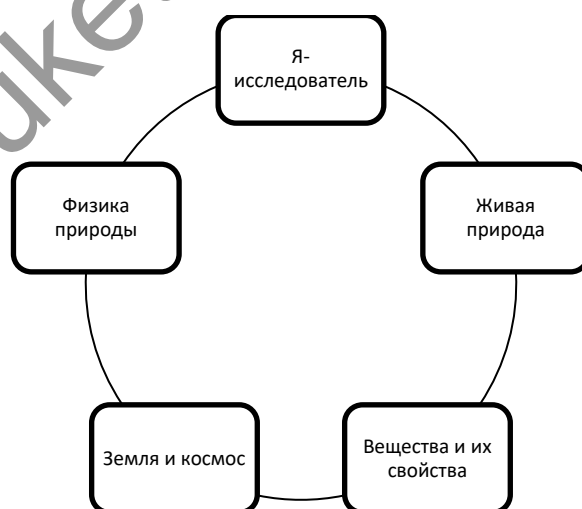 Я-
исследователь
Физика
природы
Живая
природа
Земля и космос
Вещества и их
свойства